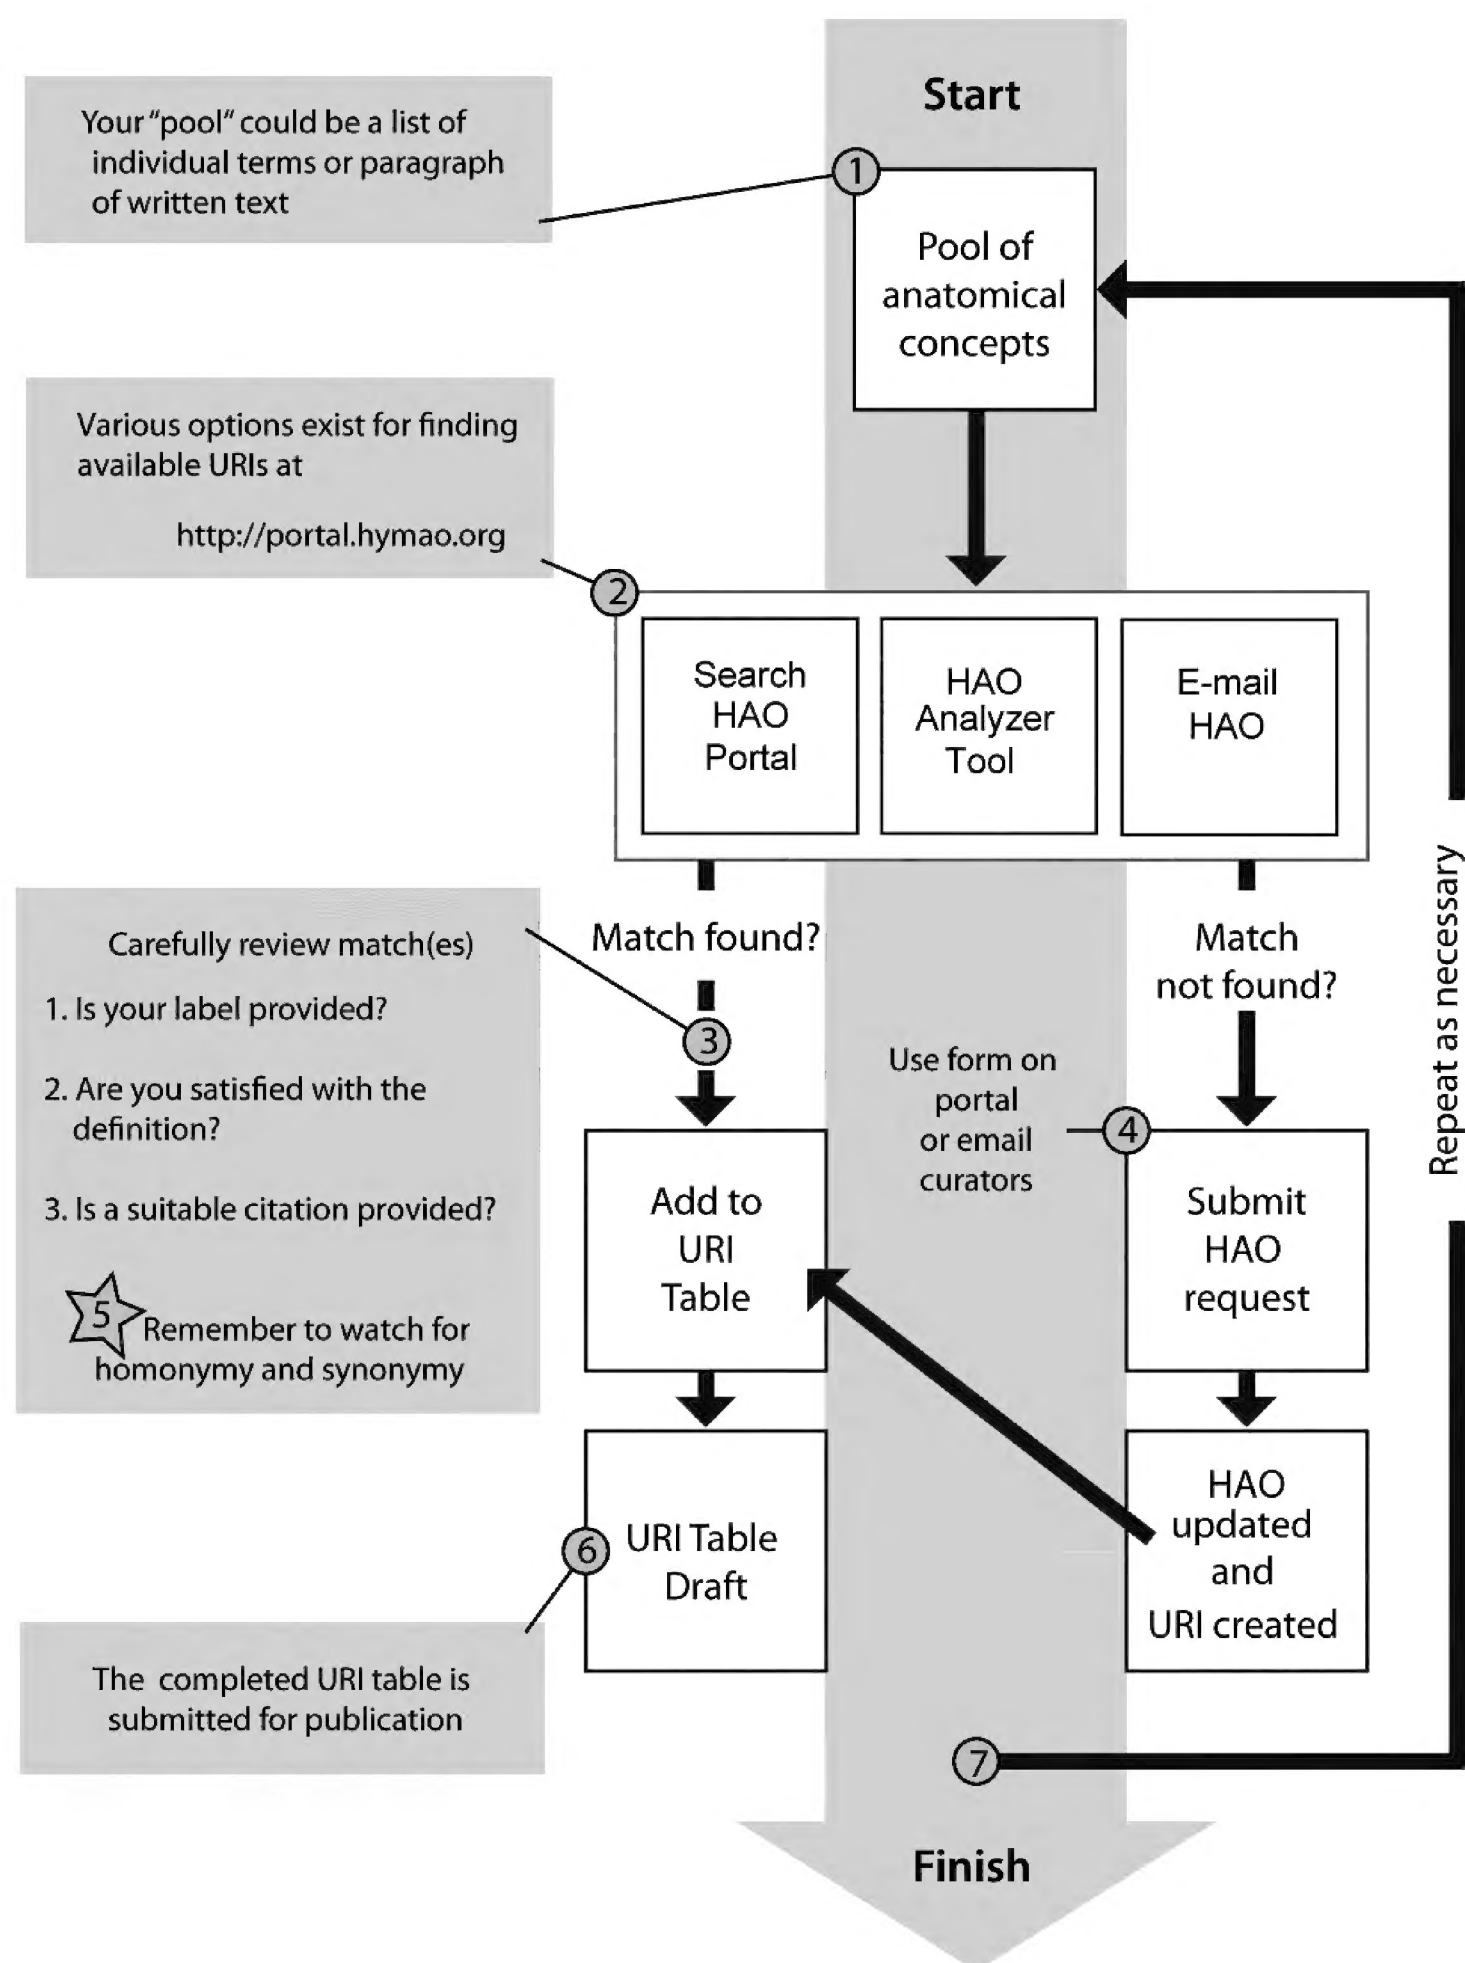 Start
Your "pool" could be a list of
individual terms or paragraph
of written text
1
Pool of
anatomical
concepts
Various options exist for finding
available URIs at
http://portal.hymao.org
2
Search
HAO
Portal
HAO
Analyzer
Tool
E-mail
HAO
Match found?
Match
not found?
Repeat as necessary
Carefully review match(es)
1. Is your label provided?
2. Are you satisfied with the
definition?
3. Is a suitable citation provided?
5
Remember to watch for
homonymy and synonymy
3
Use form on
portal
or email
curators
4
Add to
URI
Table
Submit
HAO
request
6
URI Table
Draft
HAO
updated
and
URI created
The completed URI table is
submitted for publication
7
Finish